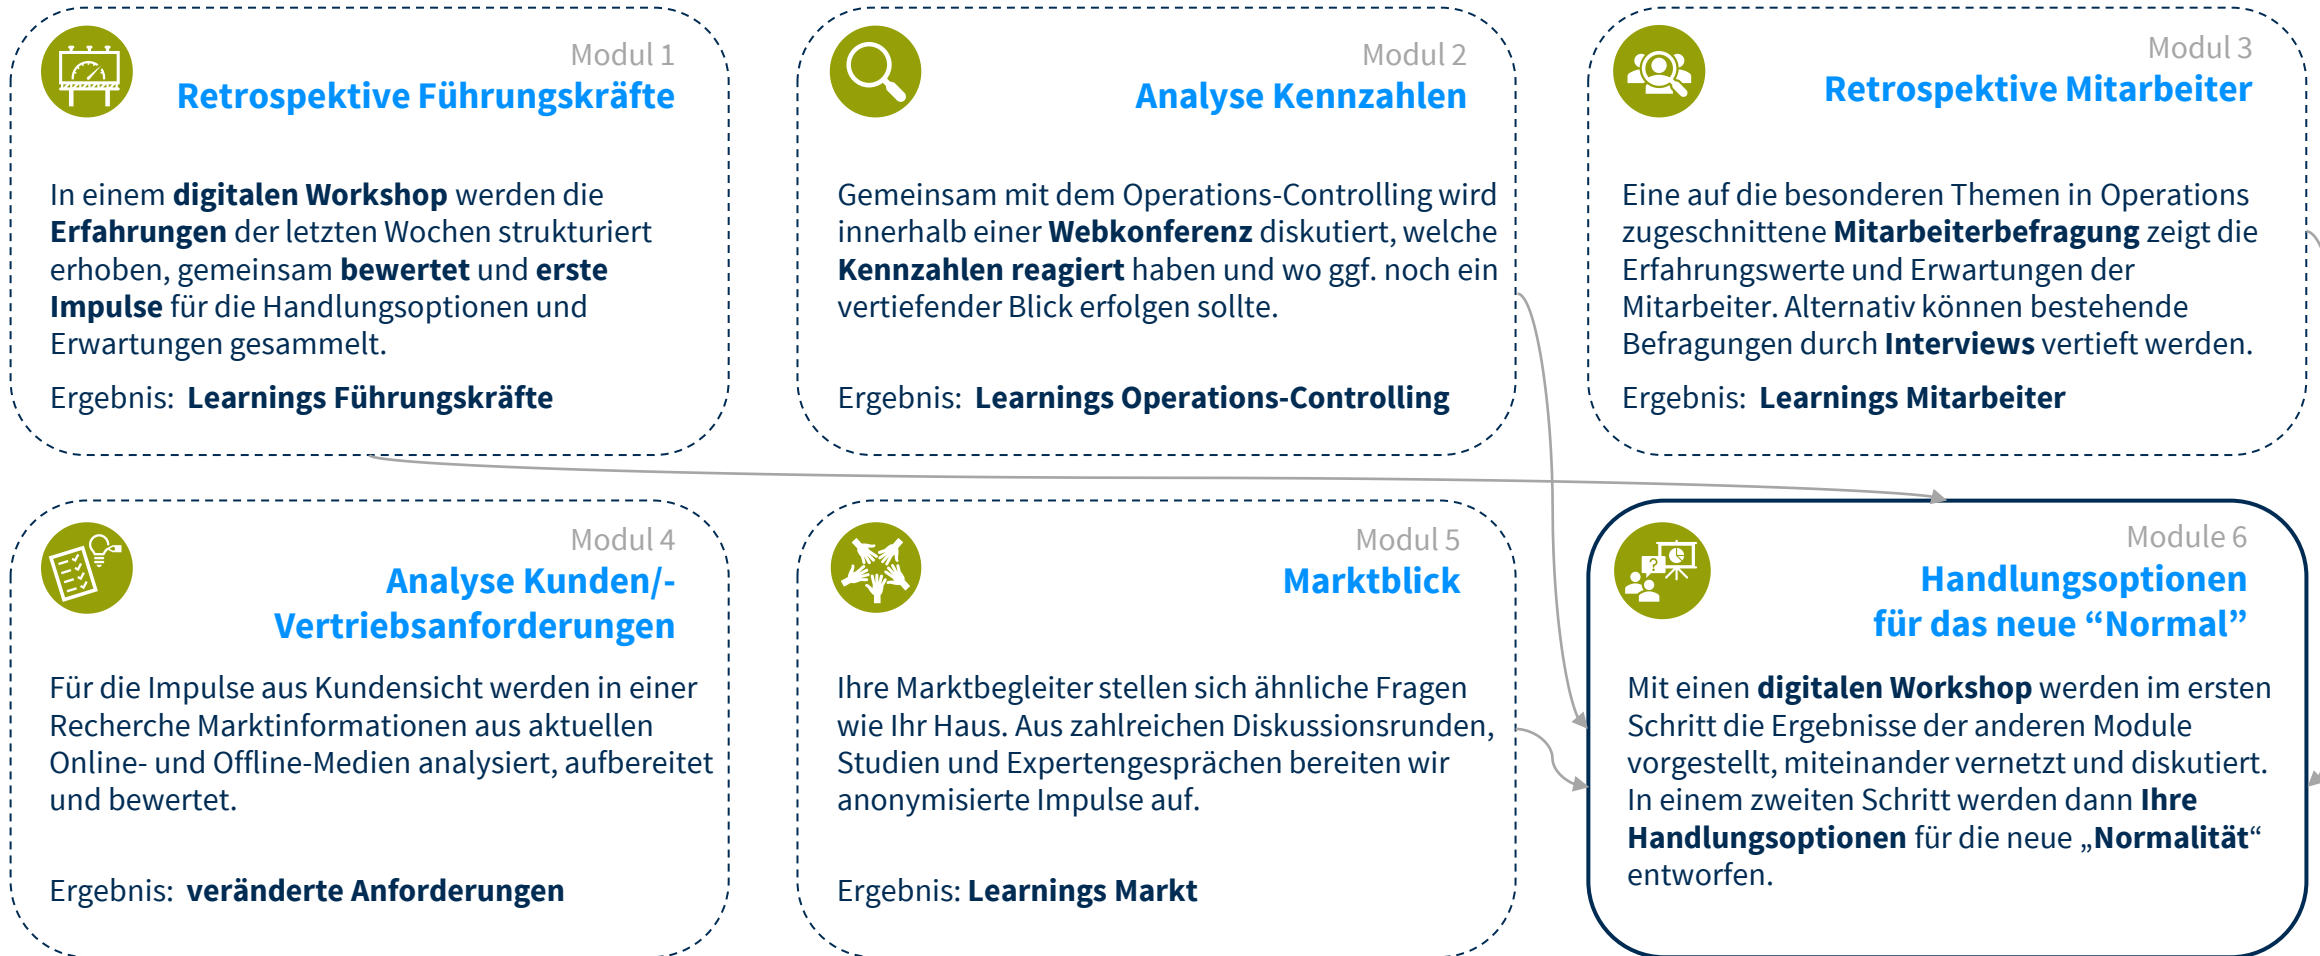 Modul 1
Retrospektive Führungskräfte
In einem digitalen Workshop werden die
Erfahrungen der letzten Wochen strukturiert
erhoben, gemeinsam bewertet und erste
Impulse für die Handlungsoptionen und
Erwartungen gesammelt.
Ergebnis: Learnings Führungskräfte
Modul 2
Analyse Kennzahlen
Gemeinsam mit dem Operations-Controlling wird
innerhalb einer Webkonferenz diskutiert, welche
Kennzahlen reagiert haben und wo ggf. noch ein
vertiefender Blick erfolgen sollte.
Ergebnis: Learnings Operations-Controlling
Modul 3
Retrospektive Mitarbeiter
Eine auf die besonderen Themen in Operations
zugeschnittene Mitarbeiterbefragung zeigt die
Erfahrungswerte und Erwartungen der
Mitarbeiter. Alternativ können bestehende
Befragungen durch Interviews vertieft werden.
Ergebnis: Learnings Mitarbeiter
Modul 4
Analyse Kunden/-
Vertriebsanforderungen
Für die Impulse aus Kundensicht werden in einer
Recherche Marktinformationen aus aktuellen
Online- und Offline-Medien analysiert, aufbereitet
und bewertet.
Ergebnis: veränderte Anforderungen
Modul 5
Marktblick
Ihre Marktbegleiter stellen sich ähnliche Fragen
wie Ihr Haus. Aus zahlreichen Diskussionsrunden,
Studien und Expertengesprächen bereiten wir
anonymisierte Impulse auf.
Ergebnis: Learnings Markt
Module 6
Handlungsoptionen
für das neue “Normal”
?
Mit einen digitalen Workshop werden im ersten
Schritt die Ergebnisse der anderen Module
vorgestellt, miteinander vernetzt und diskutiert.
In einem zweiten Schritt werden dann Ihre
Handlungsoptionen für die neue „Normalität“
entworfen.